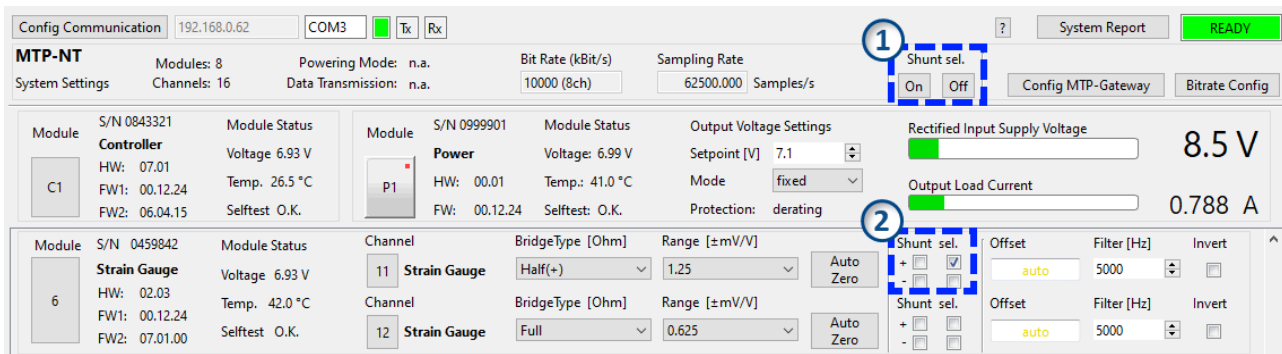 Config Communication 192.168.0.62 COM3 Tx Rx ? System Report READY
1
MTP-NT
System Settings
Modules: 8
Channels: 16
Powering Mode: n.a.
Data Transmission: n.a.
Bit Rate (kBit/s)
10000 (8ch)
Sampling Rate
62500.000 Samples/s
Shunt sel.
On Off
Config MTP-Gateway Bitrate Config
Module
C1
S/N 0843321
Controller
HW: 07.01
FW1: 00.12.24
FW2: 06.04.15
Module Status
Voltage 6.93 V
Temp. 26.5 °C
Selftest O.K.
Module
P1
S/N 0999901
Power
HW: 00.01
FW: 00.12.24
Module Status
Voltage: 6.99 V
Temp.: 41.0 °C
Selftest: O.K.
Output Voltage Settings
Setpoint [V] 7.1
Mode fixed
Protection: derating
Rectified Input Supply Voltage
8.5 V
Output Load Current
0.788 A
2
Module
6
S/N 0459842
Strain Gauge
HW: 02.03
FW1: 00.12.24
FW2: 07.01.00
Module Status
Voltage 6.93 V
Temp. 42.0 °C
Selftest O.K.
Channel BridgeType [Ohm] Range [±mV/V] Shunt sel. Offset Filter [Hz] Invert
11 Strain Gauge Half(+) 1.25 Auto Zero + - auto 5000
Channel BridgeType [Ohm] Range [±mV/V] Shunt sel. Offset Filter [Hz] Invert
12 Strain Gauge Full 0.625 Auto Zero + - auto 5000